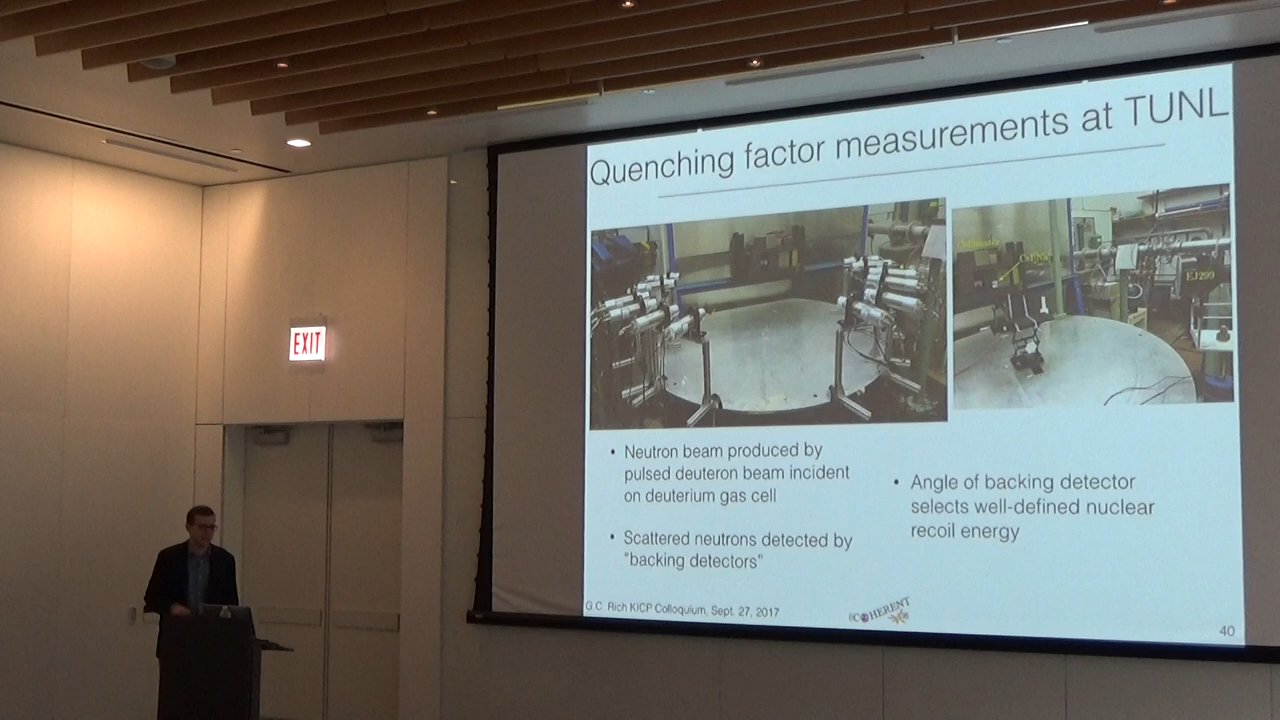 Quenching factor measurements at TUNL
EJ299
EXIT
• Neutron beam produced by
pulsed deuteron beam incident
on deuterium gas cell
• Scattered neutrons detected by
"backing detectors"
• Angle of backing detector
selects well-defined nuclear
recoil energy
G.C. Rich KICP Colloquium, Sept. 27, 2017
COHERENT
40